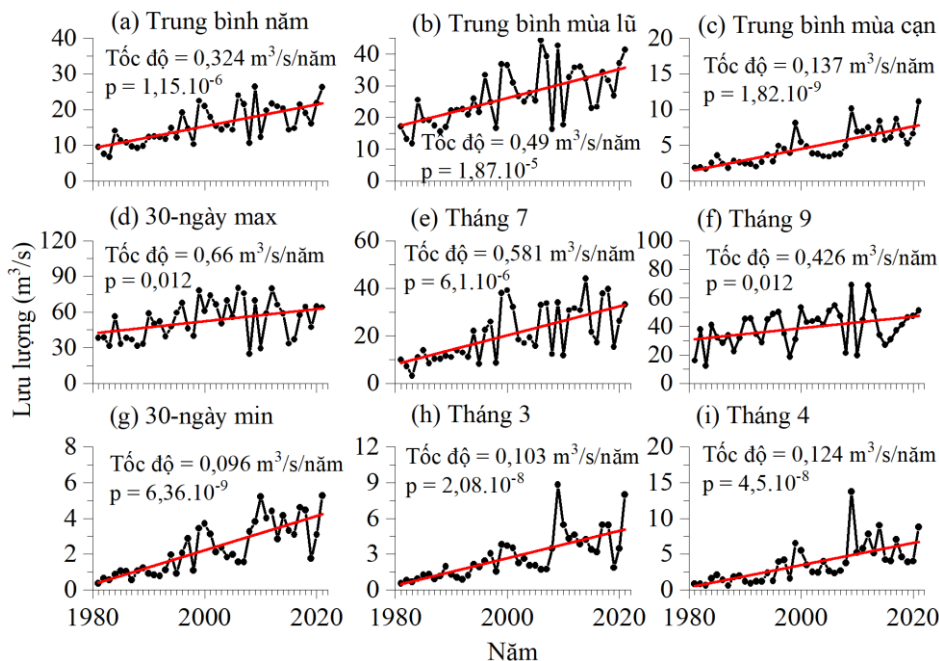 (a) Trung bình năm
Tốc độ = 0,324 m³/s/năm
p = 1,15.10⁻⁶
40
30
20
10
0
(b) Trung bình mùa lũ
Tốc độ = 0,49 m³/s/năm
p = 1,87.10⁻⁵
40
30
20
10
0
(c) Trung bình mùa cạn
Tốc độ = 0,137 m³/s/năm
p = 1,82.10⁻⁹
20
15
10
5
0
(d) 30-ngày max
Tốc độ = 0,66 m³/s/năm
p = 0,012
120
90
60
30
0
(e) Tháng 7
Tốc độ = 0,581 m³/s/năm
p = 6,1.10⁻⁶
60
40
20
0
(f) Tháng 9
Tốc độ = 0,426 m³/s/năm
p = 0,012
100
80
60
40
20
0
(g) 30-ngày min
Tốc độ = 0,096 m³/s/năm
p = 6,36.10⁻⁹
8
6
4
2
0
1980 2000 2020
(h) Tháng 3
Tốc độ = 0,103 m³/s/năm
p = 2,08.10⁻⁸
12
9
6
3
0
1980 2000 2020
(i) Tháng 4
Tốc độ = 0,124 m³/s/năm
p = 4,5.10⁻⁸
20
15
10
5
0
1980 2000 2020
Lưu lượng (m³/s)
Năm